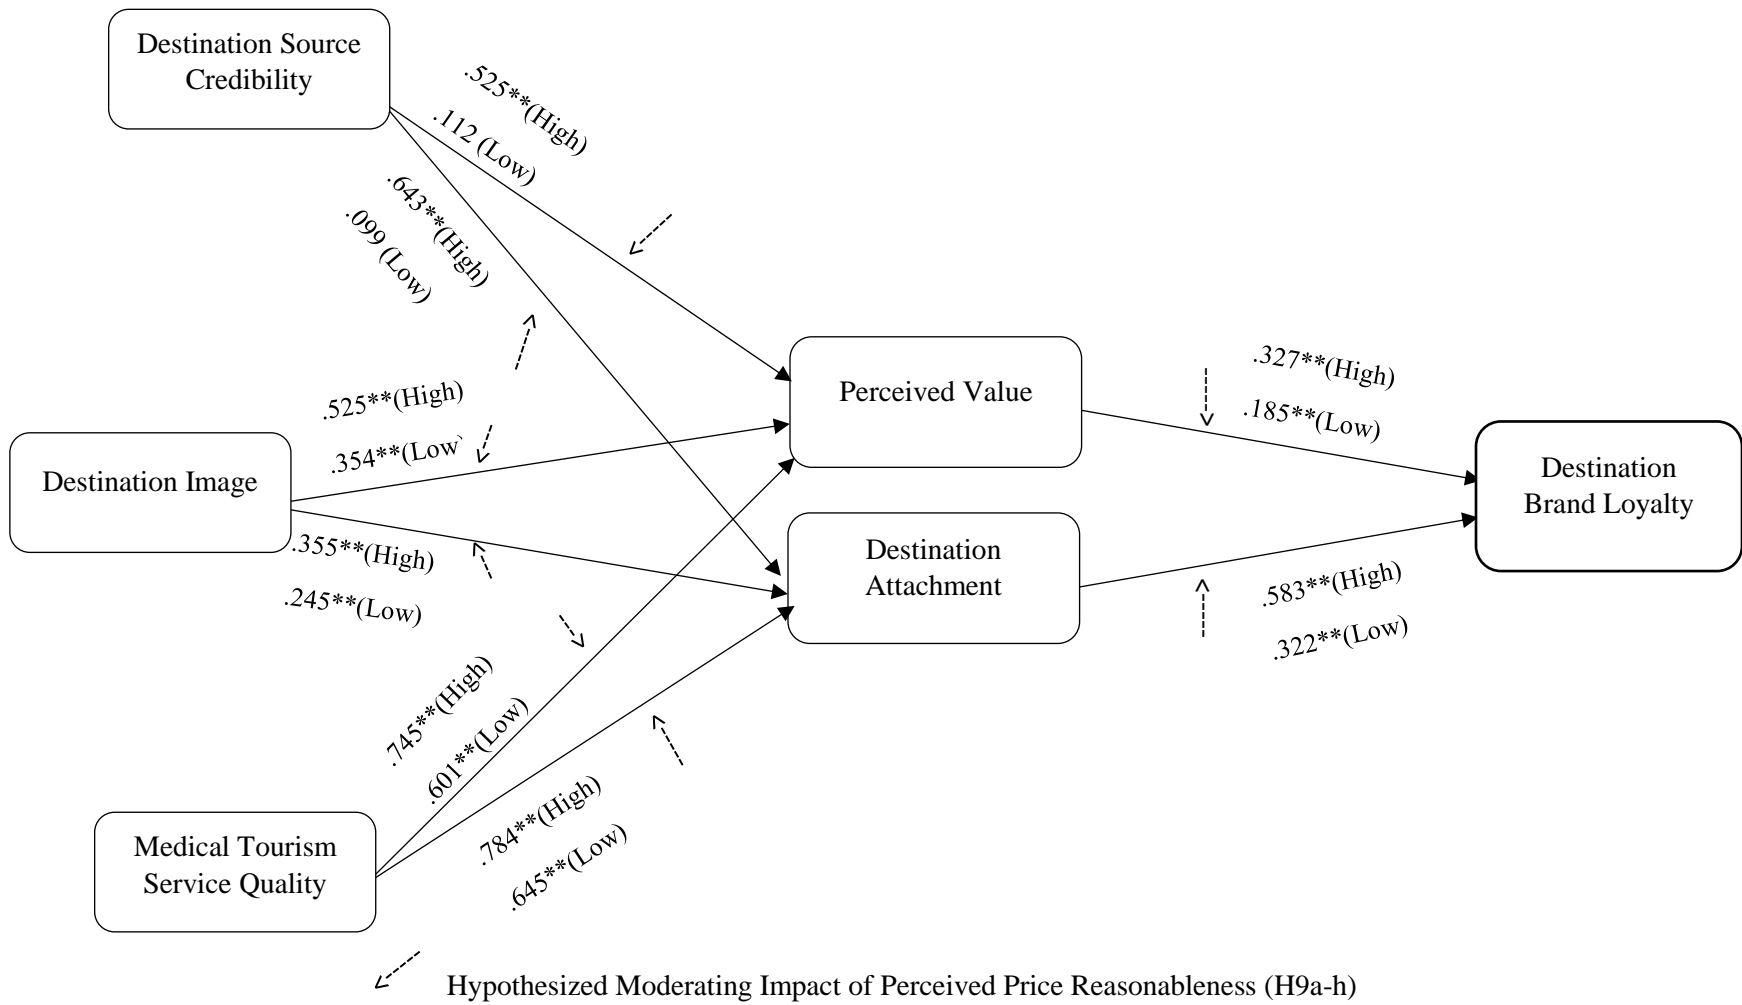 Destination Source
Credibility
.525**(High)
.112 (Low)
.643**(High)
.099 (Low)
.525**(High)
.354**(Low)
Destination Image
.355**(High)
.245**(Low)
.745**(High)
.601**(Low)
Medical Tourism
Service Quality
.784**(High)
.645**(Low)
Perceived Value
Destination
Attachment
.327**(High)
.185**(Low)
Destination
Brand Loyalty
.583**(High)
.322**(Low)
Hypothesized Moderating Impact of Perceived Price Reasonableness (H9a-h)